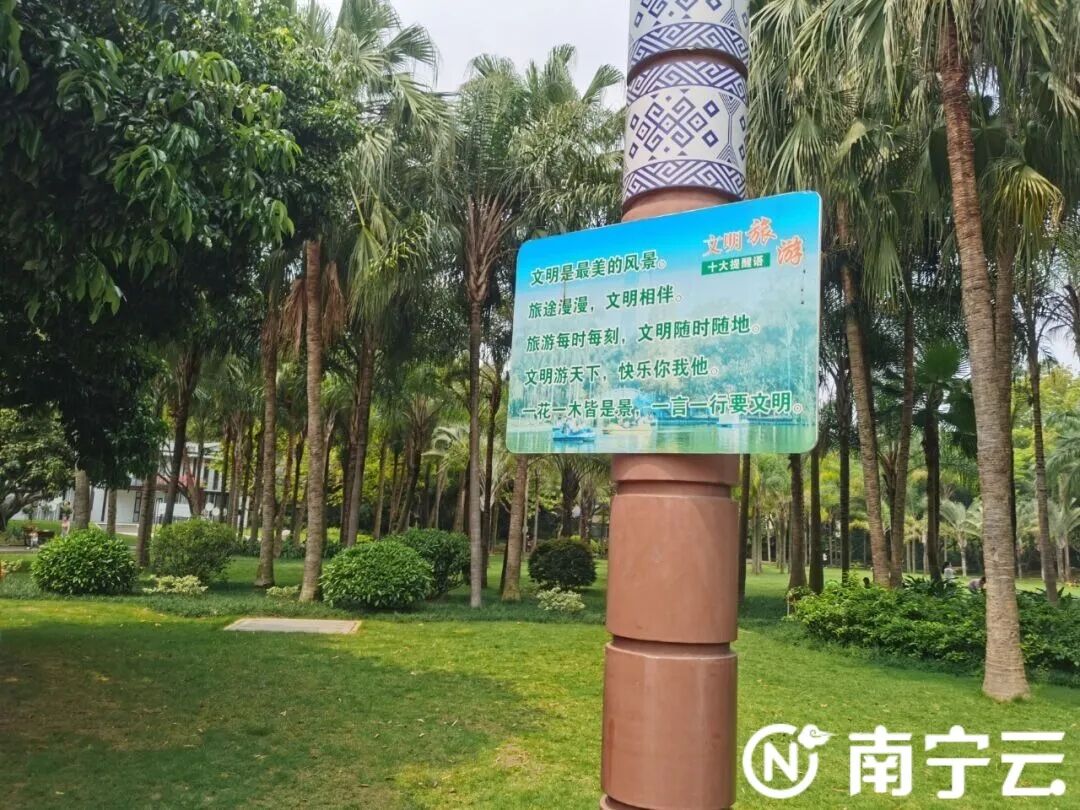 文明旅游
十大提醒语
文明是最美的风景。
旅途漫漫，文明相伴。
旅游每时每刻，文明随时随地。
文明游天下，快乐你我他。
一花一木皆是景，一言一行要文明。
N 南宁云